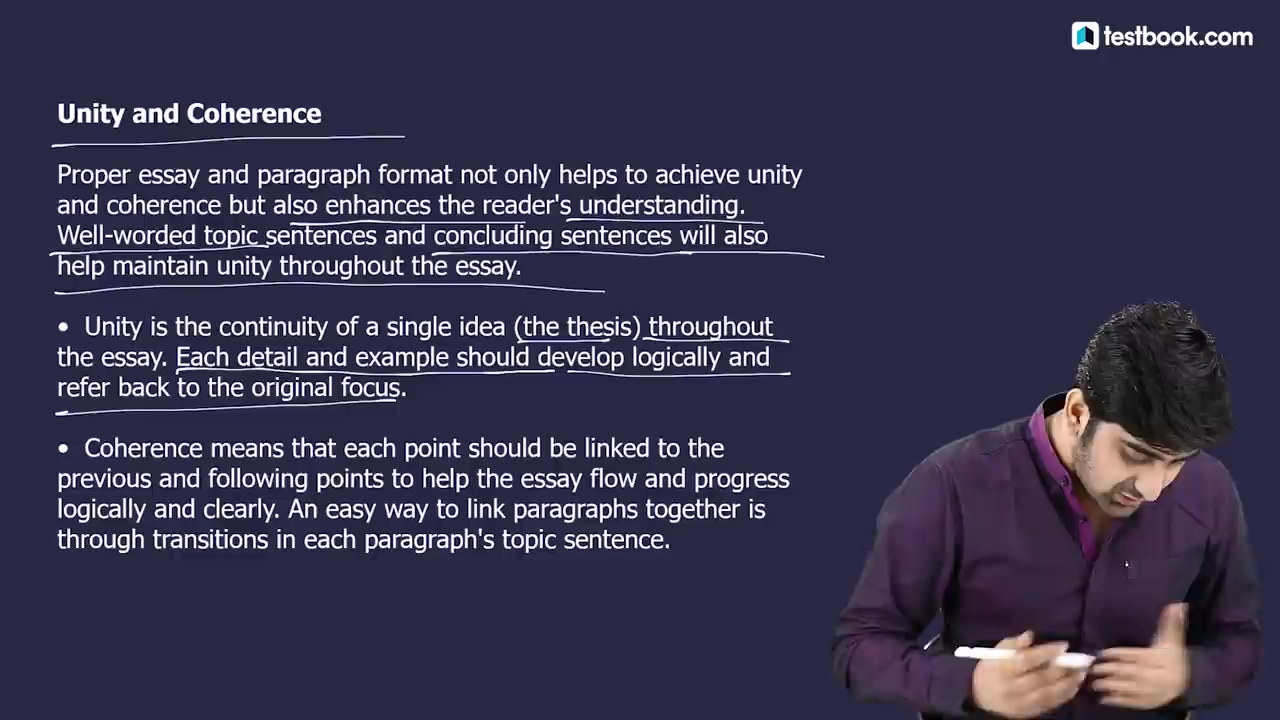 testbook.com
Unity and Coherence
Proper essay and paragraph format not only helps to achieve unity
and coherence but also enhances the reader's understanding.
Well-worded topic sentences and concluding sentences will also
help maintain unity throughout the essay.
• Unity is the continuity of a single idea (the thesis) throughout
the essay. Each detail and example should develop logically and
refer back to the original focus.
• Coherence means that each point should be linked to the
previous and following points to help the essay flow and progress
logically and clearly. An easy way to link paragraphs together is
through transitions in each paragraph's topic sentence.